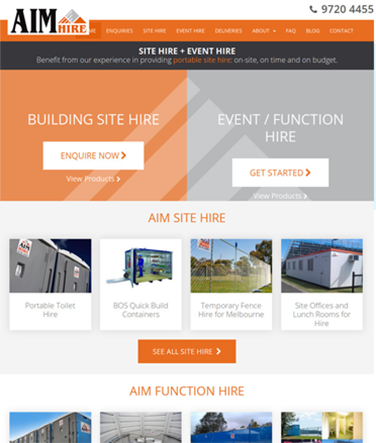 AIM
HIRE
9720 4455
HOME ENQUIRIES SITE HIRE EVENT HIRE DELIVERIES ABOUT FAQ BLOG CONTACT
SITE HIRE + EVENT HIRE
Benefit from our experience in providing portable site hire: on-site, on time and on budget.
BUILDING SITE HIRE
ENQUIRE NOW
View Products
EVENT / FUNCTION
HIRE
GET STARTED
View Products
AIM SITE HIRE
Portable Toilet
Hire
BOS Quick Build
Containers
Temporary Fence
Hire for Melbourne
Site Offices and
Lunch Rooms for
Hire
SEE ALL SITE HIRE
AIM FUNCTION HIRE